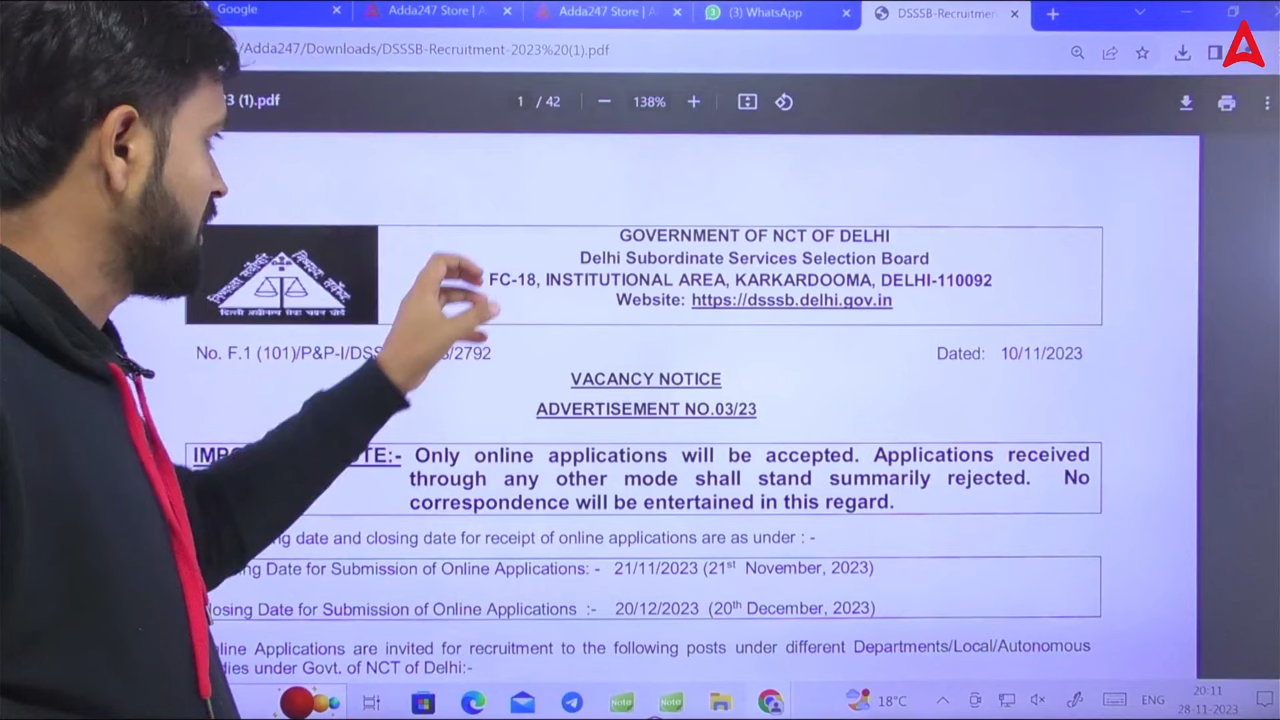 Google
Adda247 Store | A
Adda247 Store | A
(3) WhatsApp
DSSSB-Recruitmen
/Adda247/Downloads/DSSSB-Recruitment-2023%20(1).pdf
3 (1).pdf
1 / 42
138%
GOVERNMENT OF NCT OF DELHI
Delhi Subordinate Services Selection Board
FC-18, INSTITUTIONAL AREA, KARKARDOOMA, DELHI-110092
Website: https://dsssb.delhi.gov.in
दिल्ली अधीनस्थ सेवा चयन बोर्ड
No. F.1 (101)/P&P-I/DSS 3/2792
Dated: 10/11/2023
VACANCY NOTICE
ADVERTISEMENT NO.03/23
IMPO TE:- Only online applications will be accepted. Applications received
through any other mode shall stand summarily rejected. No
correspondence will be entertained in this regard.
ng date and closing date for receipt of online applications are as under : -
ng Date for Submission of Online Applications: - 21/11/2023 (21st November, 2023)
losing Date for Submission of Online Applications :- 20/12/2023 (20th December, 2023)
line Applications are invited for recruitment to the following posts under different Departments/Local/Autonomous
dies under Govt. of NCT of Delhi:-
Note
Note
18°C
ENG
20:11
28-11-2023